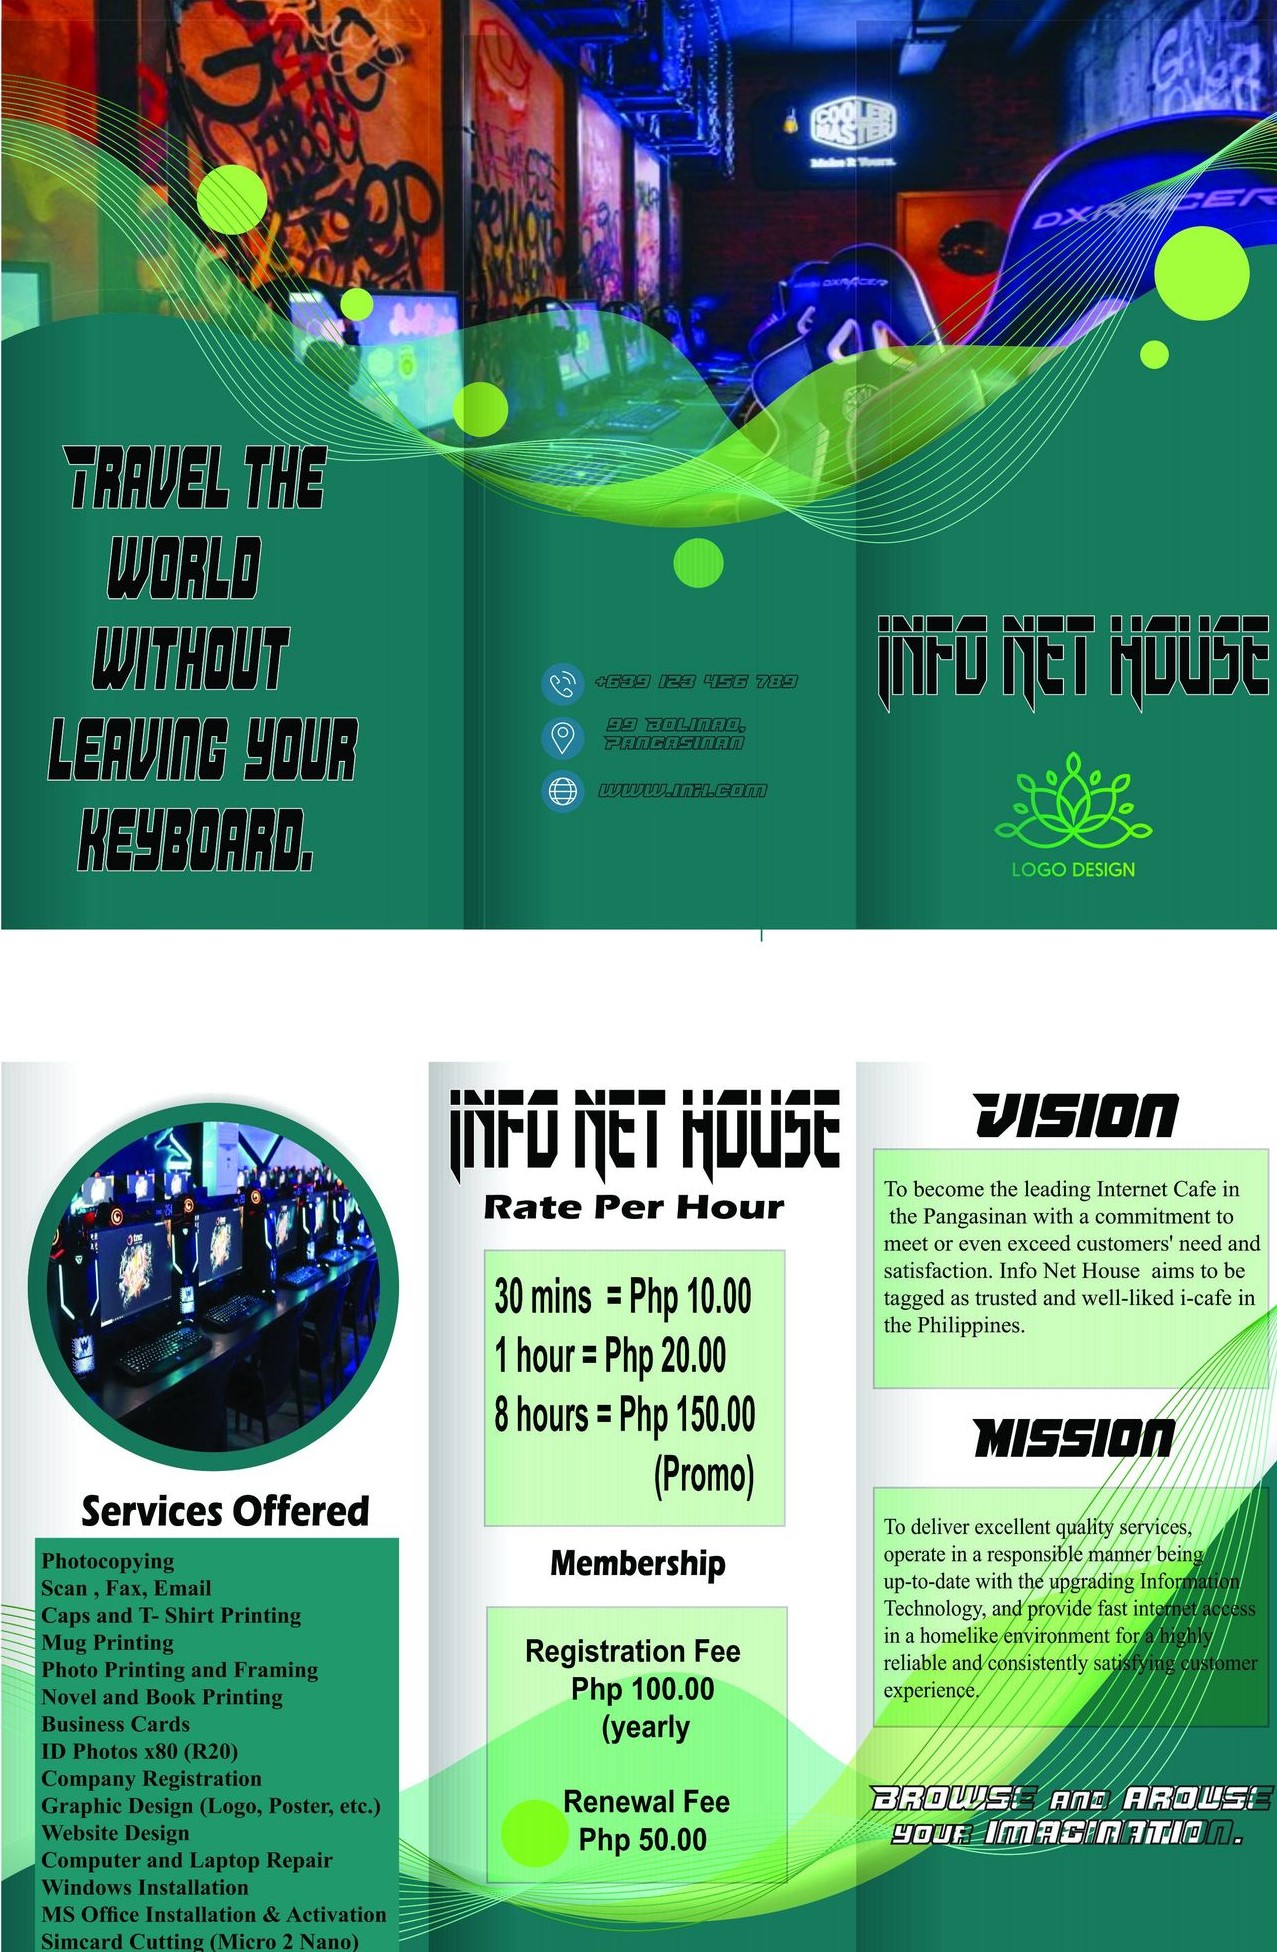 GAME
OVER
COOLER
MASTER
Make It Yours.
DXRACER
DXRACER
TRAVEL THE
WORLD
WITHOUT
LEAVING YOUR
KEYBOARD.
+639 123 456 789
99 BOLINAO,
PANGASINAN
WWW.INH.COM
INFO NET HOUSE
LOGO DESIGN
Services Offered
Photocopying
Scan , Fax, Email
Caps and T- Shirt Printing
Mug Printing
Photo Printing and Framing
Novel and Book Printing
Business Cards
ID Photos x80 (R20)
Company Registration
Graphic Design (Logo, Poster, etc.)
Website Design
Computer and Laptop Repair
Windows Installation
MS Office Installation & Activation
Simcard Cutting (Micro 2 Nano)
INFO NET HOUSE
Rate Per Hour
30 mins = Php 10.00
1 hour = Php 20.00
8 hours = Php 150.00
(Promo)
Membership
Registration Fee
Php 100.00
(yearly
Renewal Fee
Php 50.00
VISION
To become the leading Internet Cafe in
the Pangasinan with a commitment to
meet or even exceed customers' need and
satisfaction. Info Net House aims to be
tagged as trusted and well-liked i-cafe in
the Philippines.
MISSION
To deliver excellent quality services,
operate in a responsible manner being
up-to-date with the upgrading Information
Technology, and provide fast internet access
in a homelike environment for a highly
reliable and consistently satisfying customer
experience.
BROWSE AND AROUSE
YOUR IMAGINATION.